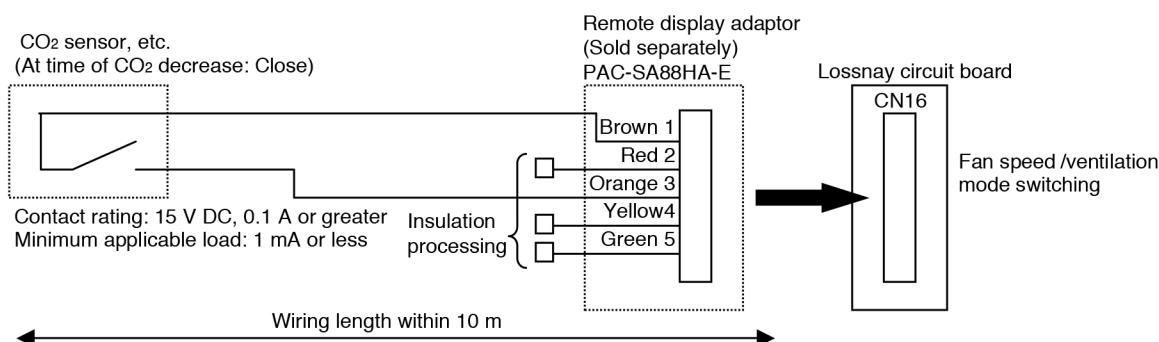 CO2 sensor, etc.
(At time of CO2 decrease: Close)
Contact rating: 15 V DC, 0.1 A or greater
Minimum applicable load: 1 mA or less
Insulation
processing
Remote display adaptor
(Sold separately)
PAC-SA88HA-E
Brown 1
Red 2
Orange 3
Yellow4
Green 5
Lossnay circuit board
CN16
Fan speed /ventilation
mode switching
Wiring length within 10 m